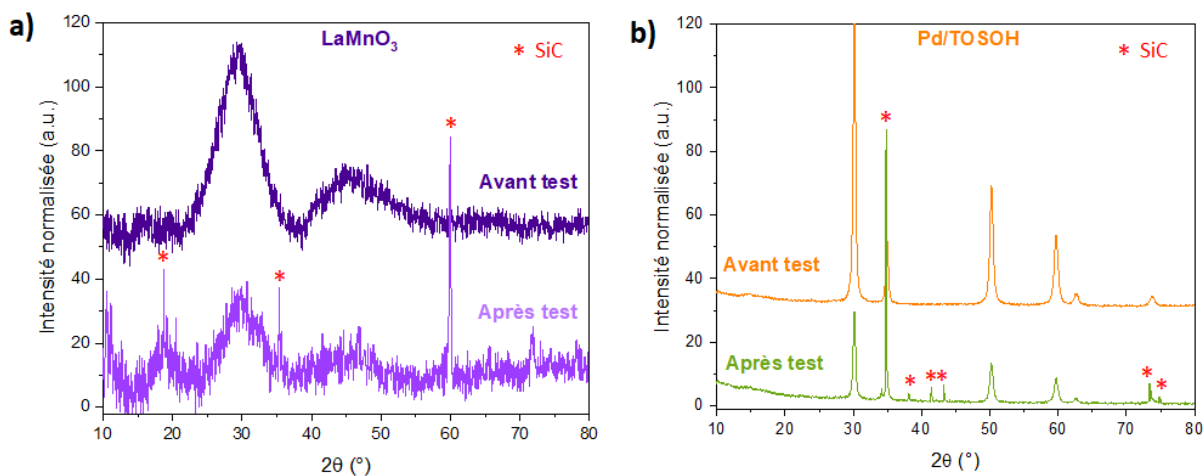 a)
LaMnO₃
* SiC
Avant test
Après test
*
*
*
Intensité normalisée (a.u.)
120
100
80
60
40
20
0
10 20 30 40 50 60 70 80
2θ (°)
b)
Pd/TOSOH
* SiC
Avant test
Après test
*
* ** * *
Intensité normalisée (a.u.)
120
100
80
60
40
20
0
10 20 30 40 50 60 70 80
2θ (°)